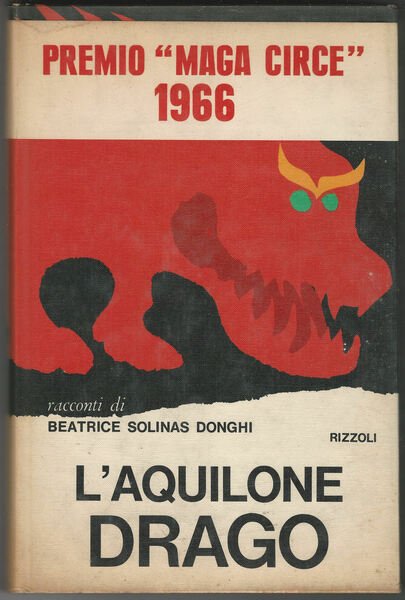 PREMIO "MAGA CIRCE"
1966
racconti di
BEATRICE SOLINAS DONGHI
RIZZOLI
L'AQUILONE
DRAGO